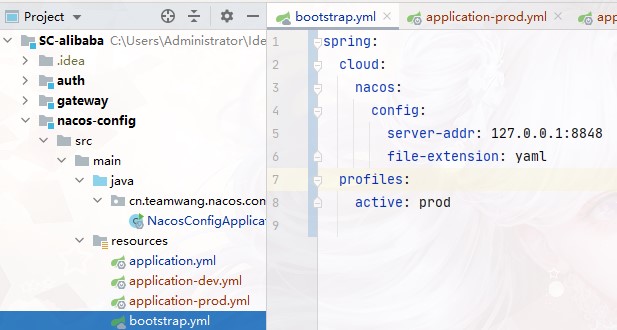 Project
bootstrap.yml
application-prod.yml
SC-alibaba C:\Users\Administrator\Ide
.idea
auth
gateway
nacos-config
src
main
java
cn.teamwang.nacos.con
NacosConfigApplica
resources
application.yml
application-dev.yml
application-prod.yml
bootstrap.yml
1 spring:
2 cloud:
3 nacos:
4 config:
5 server-addr: 127.0.0.1:8848
6 file-extension: yaml
7 profiles:
8 active: prod
9